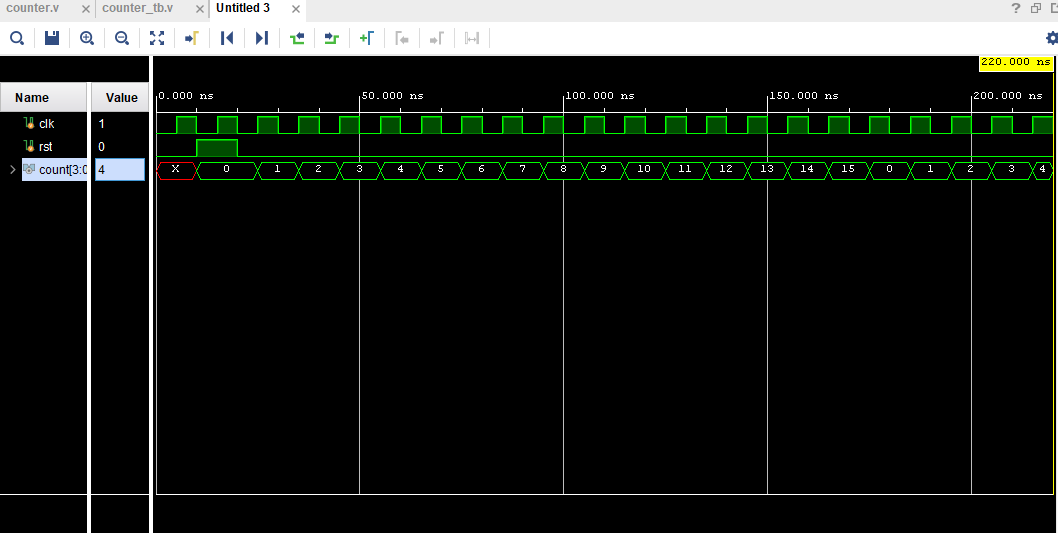 counter.v × counter_tb.v × Untitled 3 × ?
220.000 ns
Name Value 0.000 ns 50.000 ns 100.000 ns 150.000 ns 200.000 ns
clk 1
rst 0
count[3:0 4 X 0 1 2 3 4 5 6 7 8 9 10 11 12 13 14 15 0 1 2 3 4